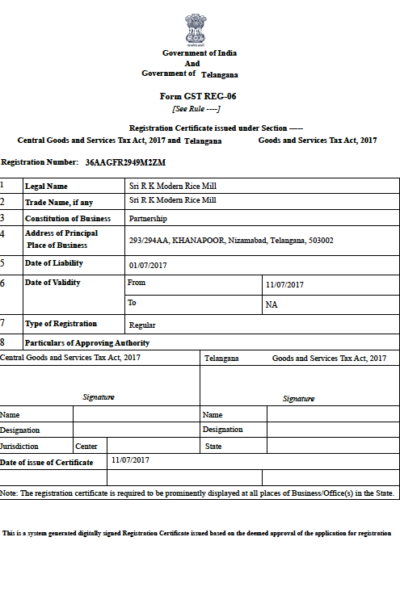 Government of India
And
Government of Telangana
Form GST REG-06
[See Rule ----]
Registration Certificate issued under Section -----
Central Goods and Services Tax Act, 2017 and Telangana Goods and Services Tax Act, 2017
Registration Number: 36AAGFR2949M2ZM
1 Legal Name Sri R K Modern Rice Mill
2 Trade Name, if any Sri R K Modern Rice Mill
3 Constitution of Business Partnership
4 Address of Principal Place of Business 293/294AA, KHANAPOOR, Nizamabad, Telangana, 503002
5 Date of Liability 01/07/2017
6 Date of Validity From 11/07/2017
To NA
7 Type of Registration Regular
8 Particulars of Approving Authority
Central Goods and Services Tax Act, 2017 Telangana Goods and Services Tax Act, 2017
Signature Signature
Name Name
Designation Designation
Jurisdiction Center State
Date of issue of Certificate 11/07/2017
Note: The registration certificate is required to be prominently displayed at all places of Business/Office(s) in the State.
This is a system generated digitally signed Registration Certificate issued based on the deemed approval of the application for registration